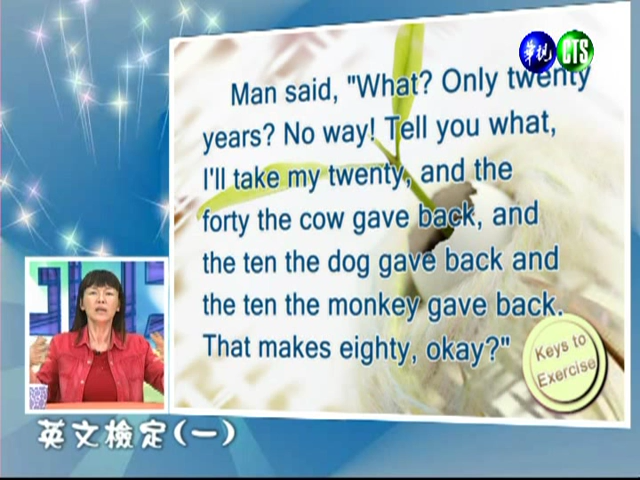 華視 CTS
Man said, "What? Only twenty
years? No way! Tell you what,
I'll take my twenty, and the
forty the cow gave back, and
the ten the dog gave back and
the ten the monkey gave back.
That makes eighty, okay?"
Keys to
Exercise
英文檢定(一)